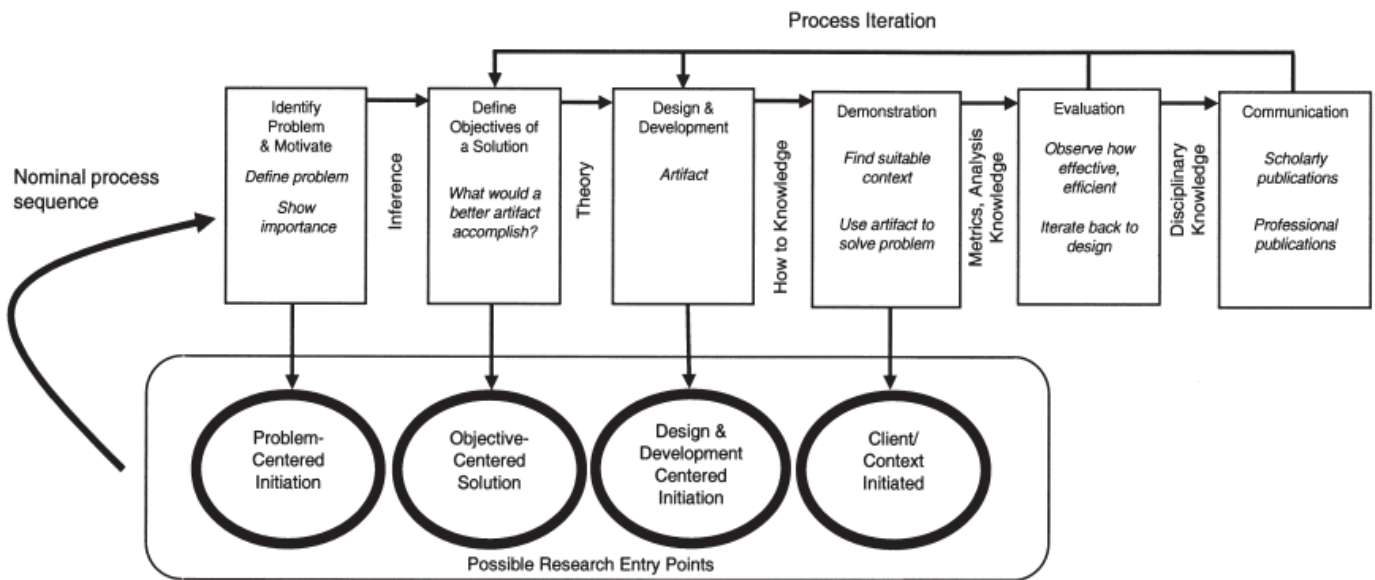 Process Iteration
Nominal process
sequence
Identify
Problem
& Motivate
Define problem
Show
importance
Inference
Define
Objectives of
a Solution
What would a
better artifact
accomplish?
Theory
Design &
Development
Artifact
How to Knowledge
Demonstration
Find suitable
context
Use artifact to
solve problem
Metrics, Analysis
Knowledge
Evaluation
Observe how
effective,
efficient
Iterate back to
design
Disciplinary
Knowledge
Communication
Scholarly
publications
Professional
publications
Problem-
Centered
Initiation
Objective-
Centered
Solution
Design &
Development
Centered
Initiation
Client/
Context
Initiated
Possible Research Entry Points